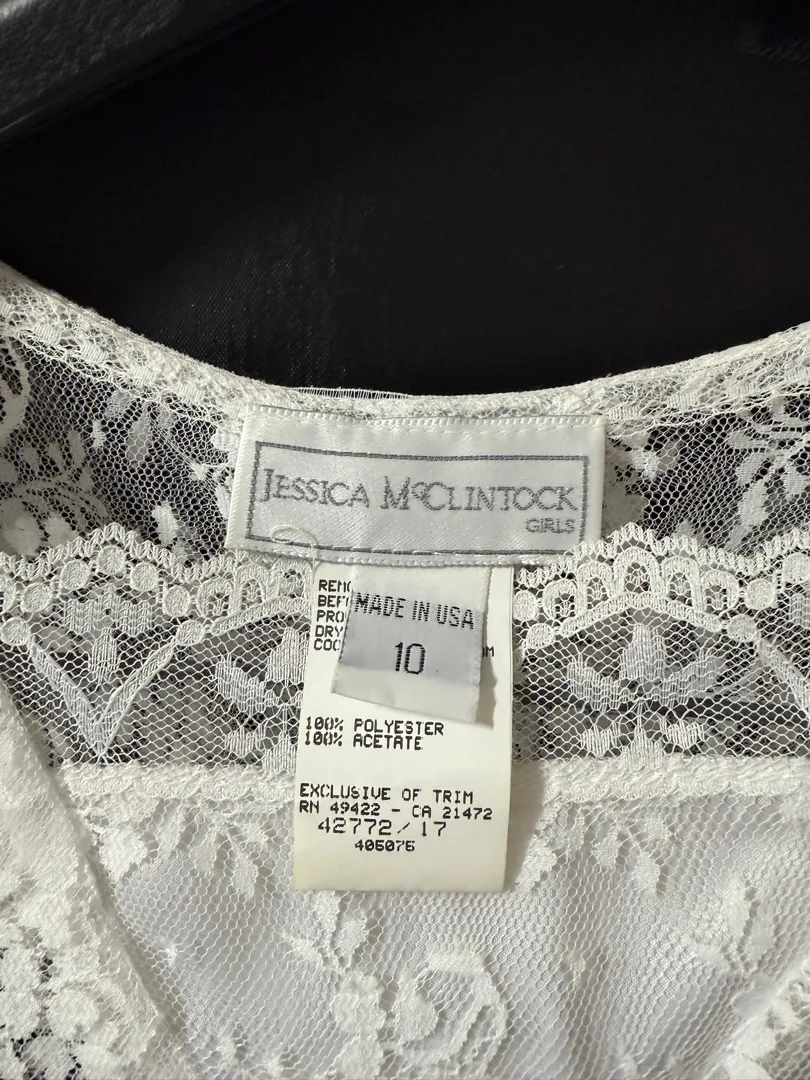 JESSICA McCLINTOCK
GIRLS
MADE IN USA
10
100% POLYESTER
100% ACETATE
EXCLUSIVE OF TRIM
RN 49422 - CA 21472
42772/17
406076